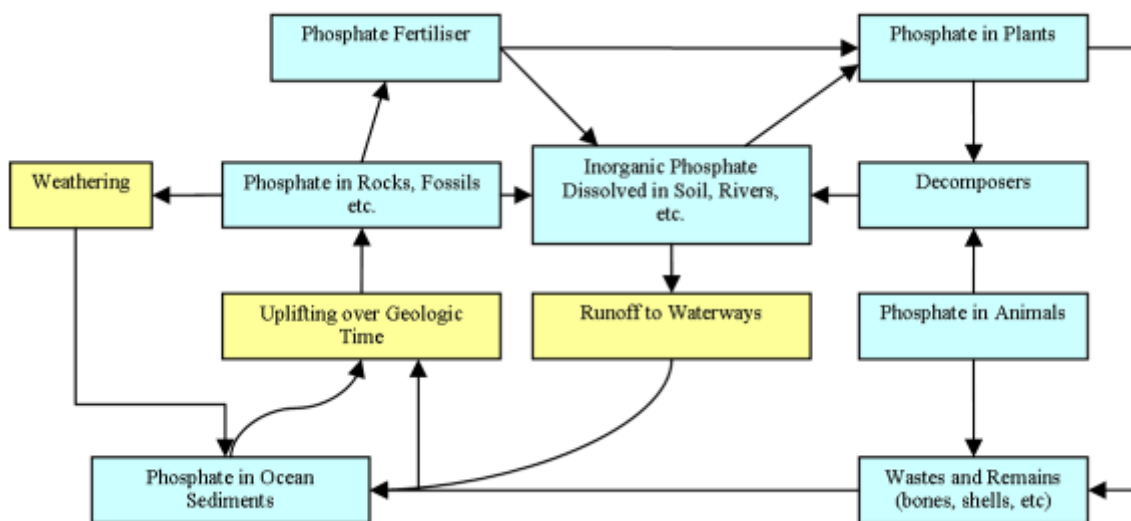 Phosphate Fertiliser
Phosphate in Plants
Weathering
Phosphate in Rocks, Fossils
etc.
Inorganic Phosphate
Dissolved in Soil, Rivers,
etc.
Decomposers
Uplifting over Geologic
Time
Runoff to Waterways
Phosphate in Animals
Phosphate in Ocean
Sediments
Wastes and Remains
(bones, shells, etc)